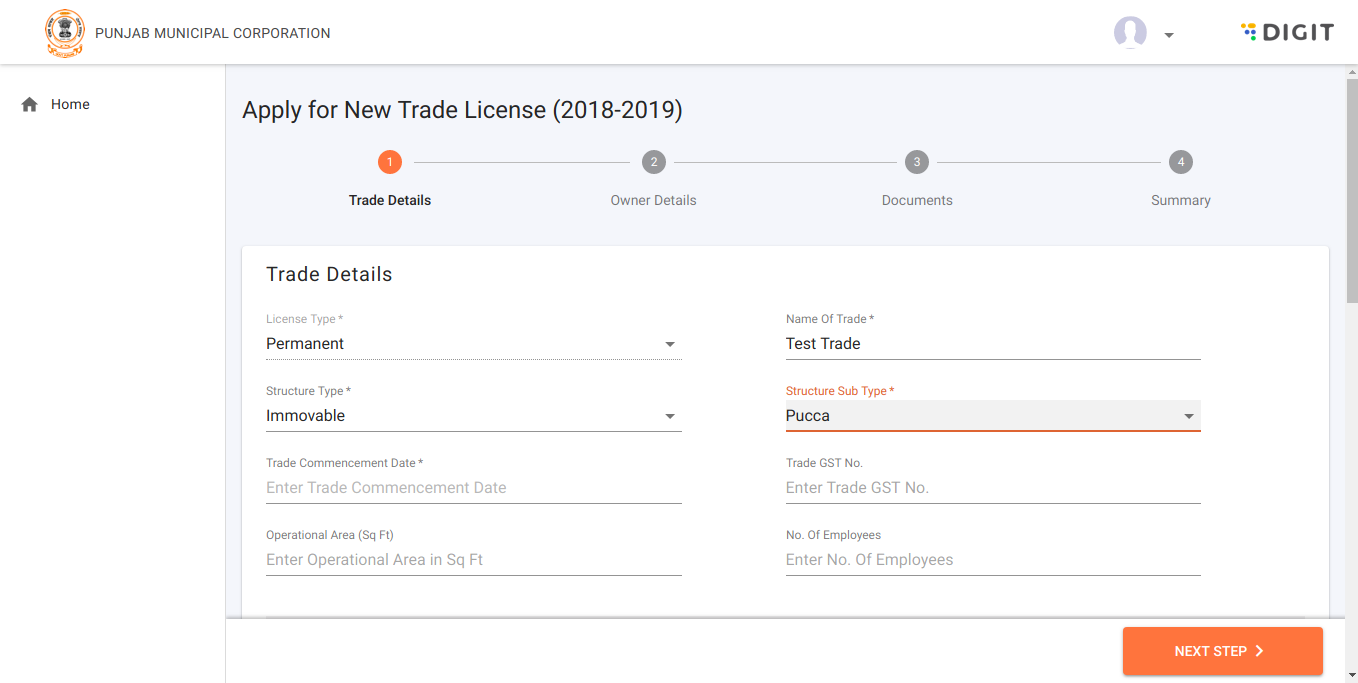 PUNJAB MUNICIPAL CORPORATION
DIGIT
Home
Apply for New Trade License (2018-2019)
1
2
3
4
Trade Details
Owner Details
Documents
Summary
Trade Details
License Type *
Name Of Trade *
Permanent
Test Trade
Structure Type *
Structure Sub Type *
Immovable
Pucca
Trade Commencement Date *
Trade GST No.
Enter Trade Commencement Date
Enter Trade GST No.
Operational Area (Sq Ft)
No. Of Employees
Enter Operational Area in Sq Ft
Enter No. Of Employees
NEXT STEP